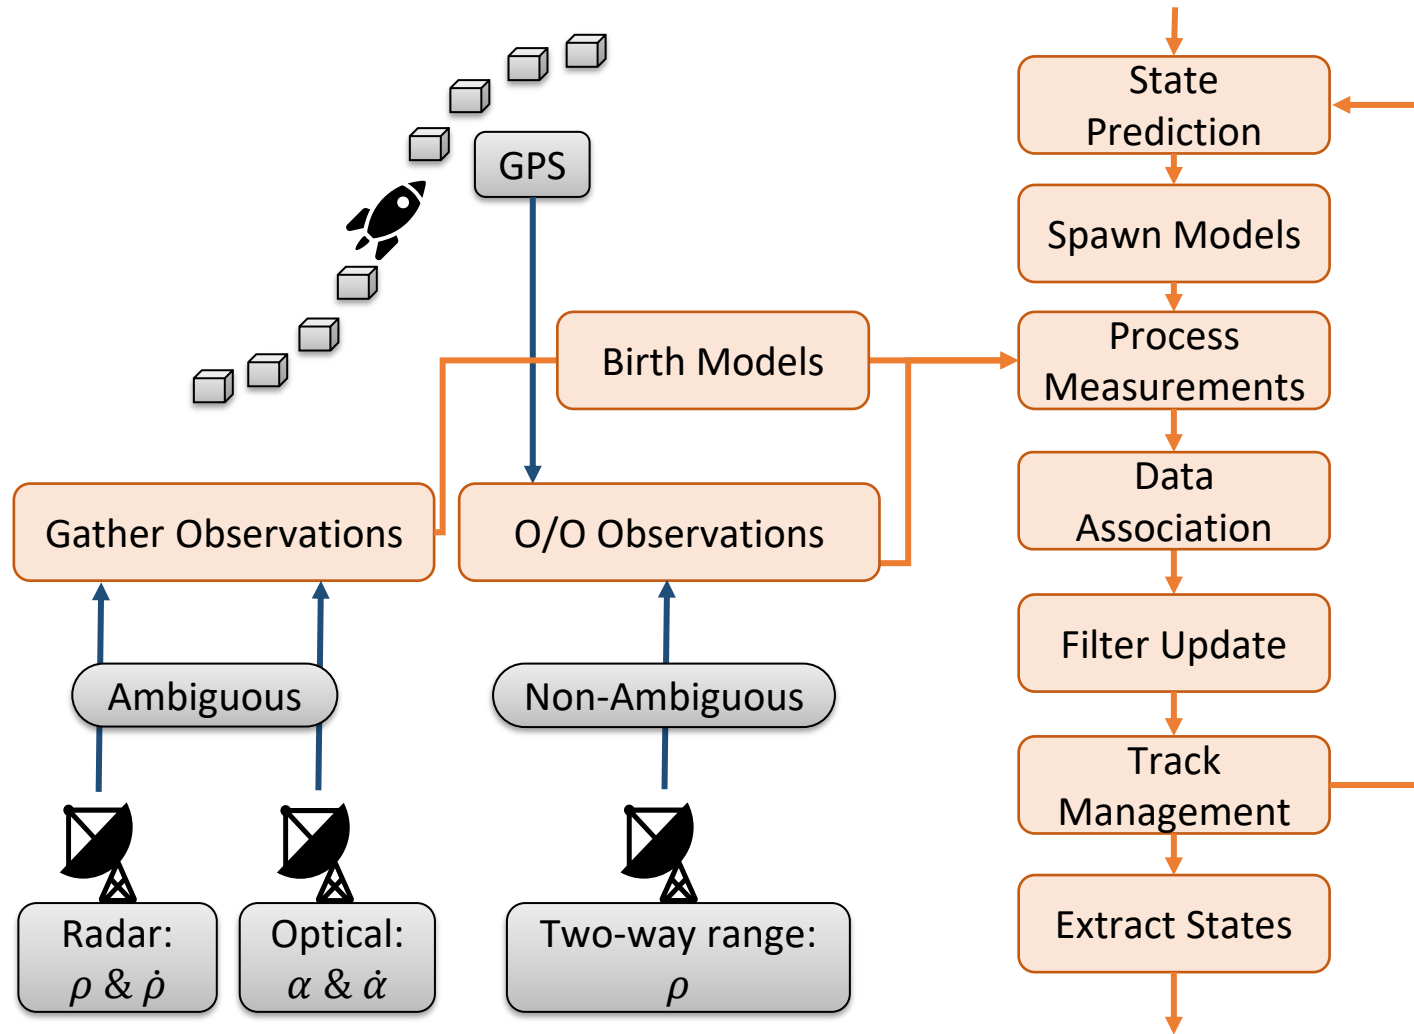 GPS
Birth Models
Gather Observations
O/O Observations
Ambiguous
Non-Ambiguous
Radar:
ρ & ρ̇
Optical:
α & α̇
Two-way range:
ρ
State
Prediction
Spawn Models
Process
Measurements
Data
Association
Filter Update
Track
Management
Extract States